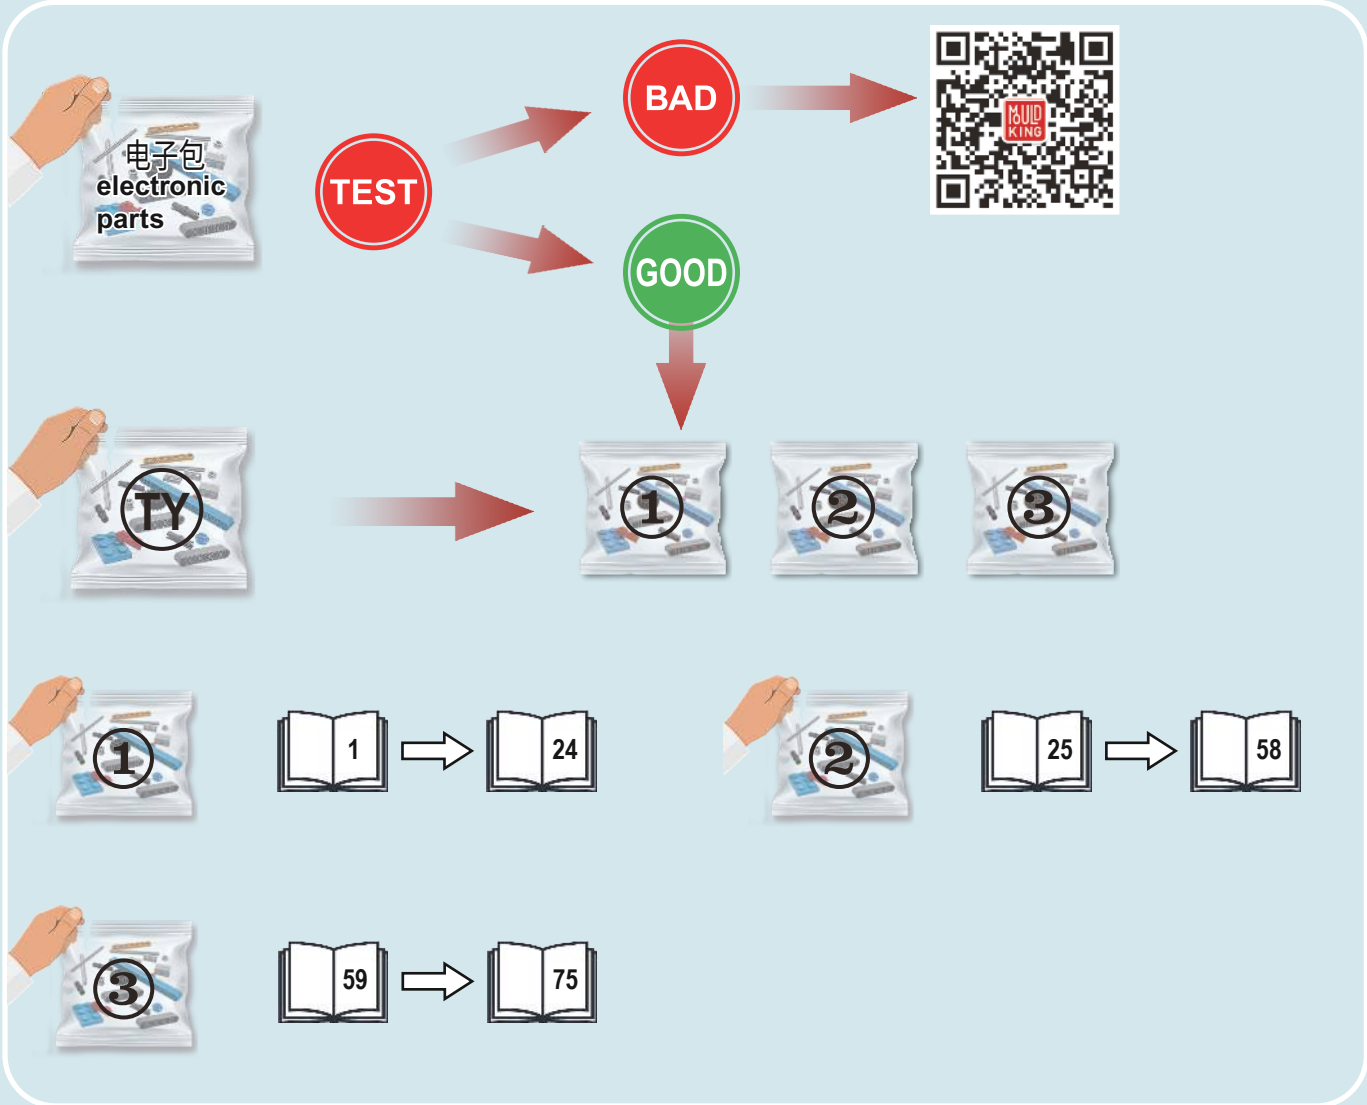 电子包
electronic
parts
TEST
BAD
GOOD
MOULD
KING
TY
1
2
3
1
1
24
2
25
58
3
59
75